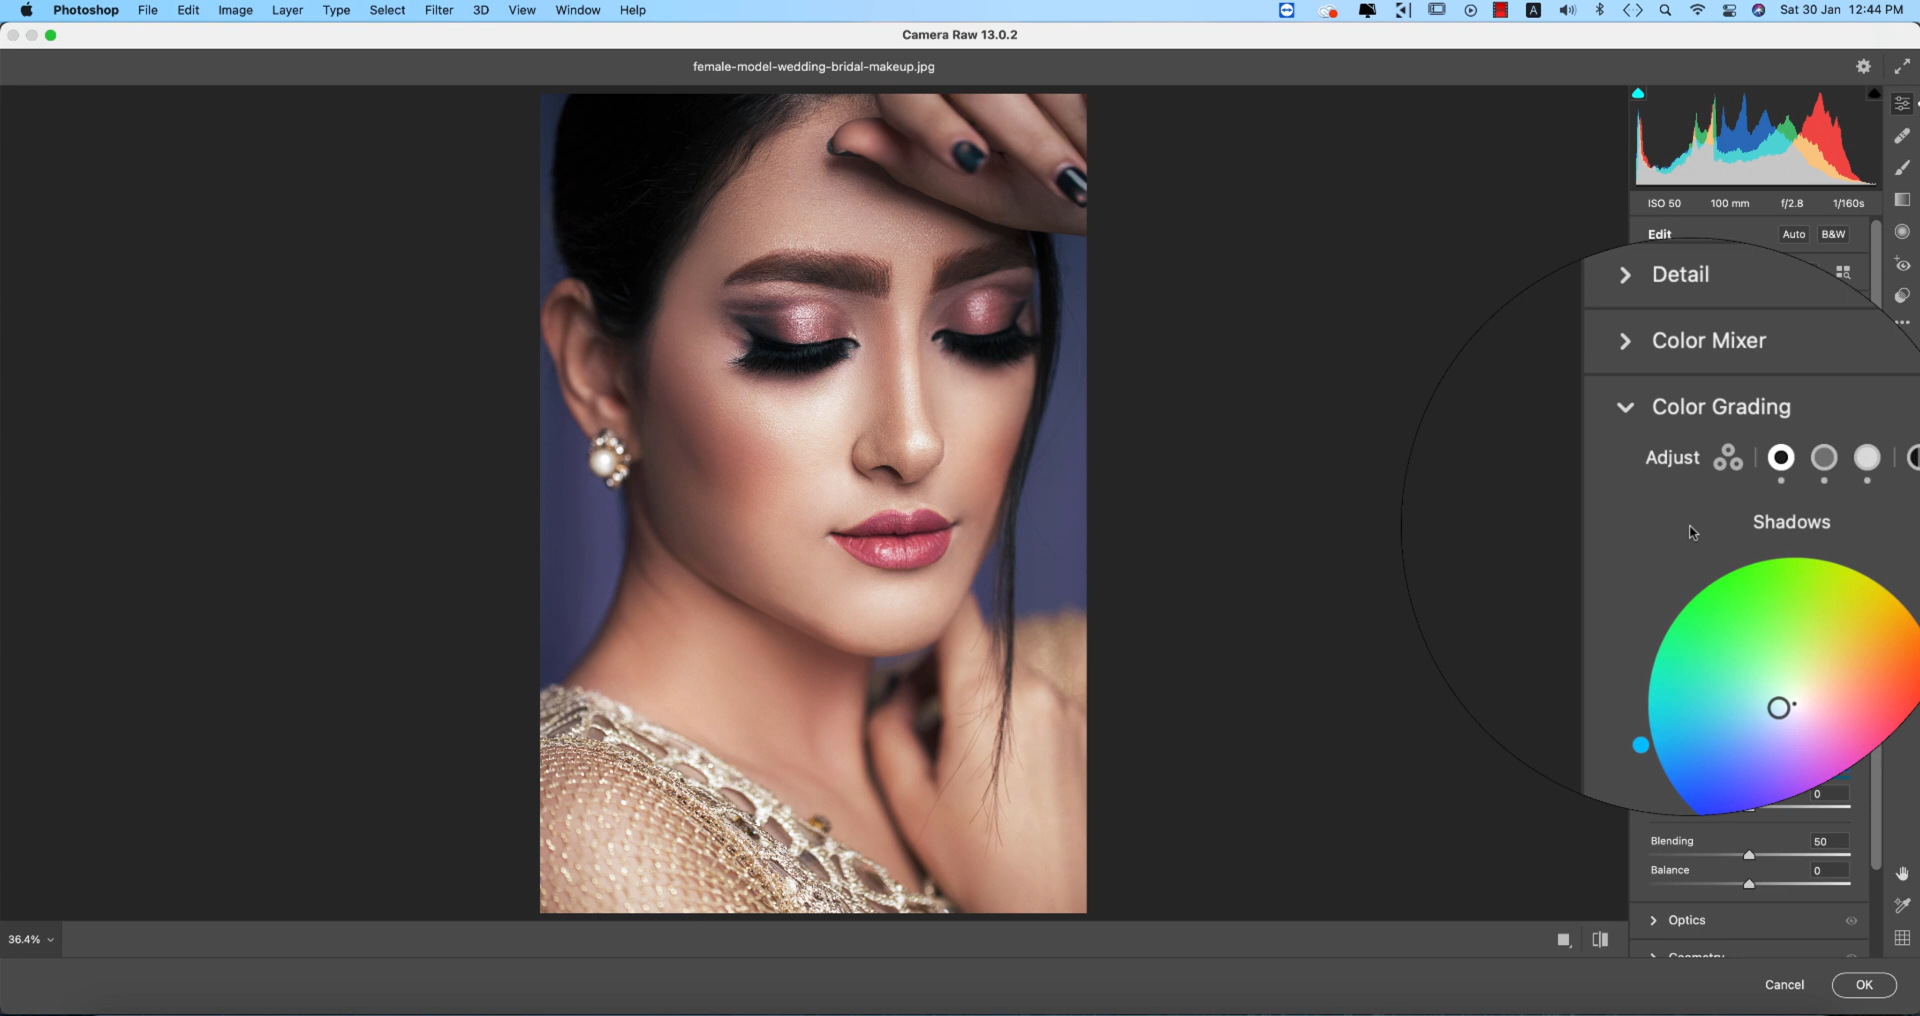 Photoshop File Edit Image Layer Type Select Filter 3D View Window Help A Sat 30 Jan 12:44 PM
Camera Raw 13.0.2
female-model-wedding-bridal-makeup.jpg
ISO 50 100 mm f/2.8 1/160s
Edit Auto B&W
Detail
Color Mixer
Color Grading
Adjust
Shadows
0
Blending 50
Balance 0
Optics
Geometry
36.4%
Cancel OK